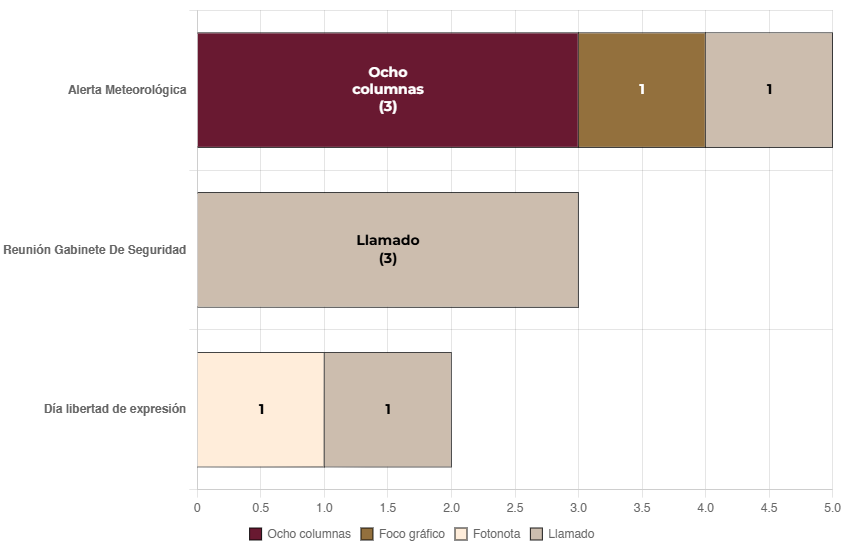 Ocho
columnas
(3)
1
1
Alerta Meteorológica
Llamado
(3)
Reunión Gabinete De Seguridad
1
1
Día libertad de expresión
0
0.5
1.0
1.5
2.0
2.5
3.0
3.5
4.0
4.5
5.0
Ocho columnas
Foco gráfico
Fotonota
Llamado